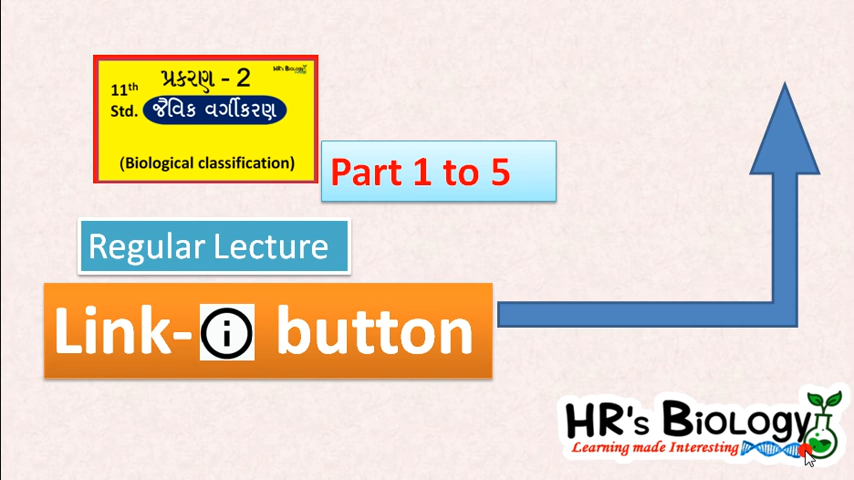 પ્રકરણ - 2
HR's BIOLOGY
11th
Std.
જૈવિક વર્ગીકરણ
(Biological classification)
Part 1 to 5
Regular Lecture
Link- i button
HR's BIOLOGY
Learning made Interesting